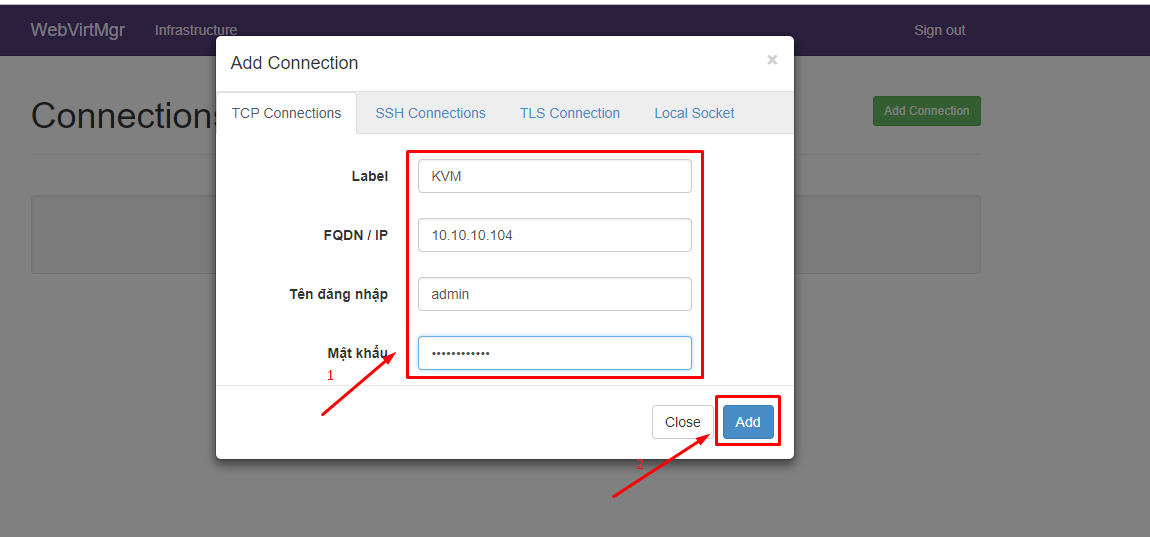 WebVirtMgr Infrastructure Sign out
Add Connection ×
Connections Add Connection
TCP Connections SSH Connections TLS Connection Local Socket
Label KVM
FQDN / IP 10.10.10.104
Tên đăng nhập admin
Mật khẩu ••••••••••••
1
Close Add
2